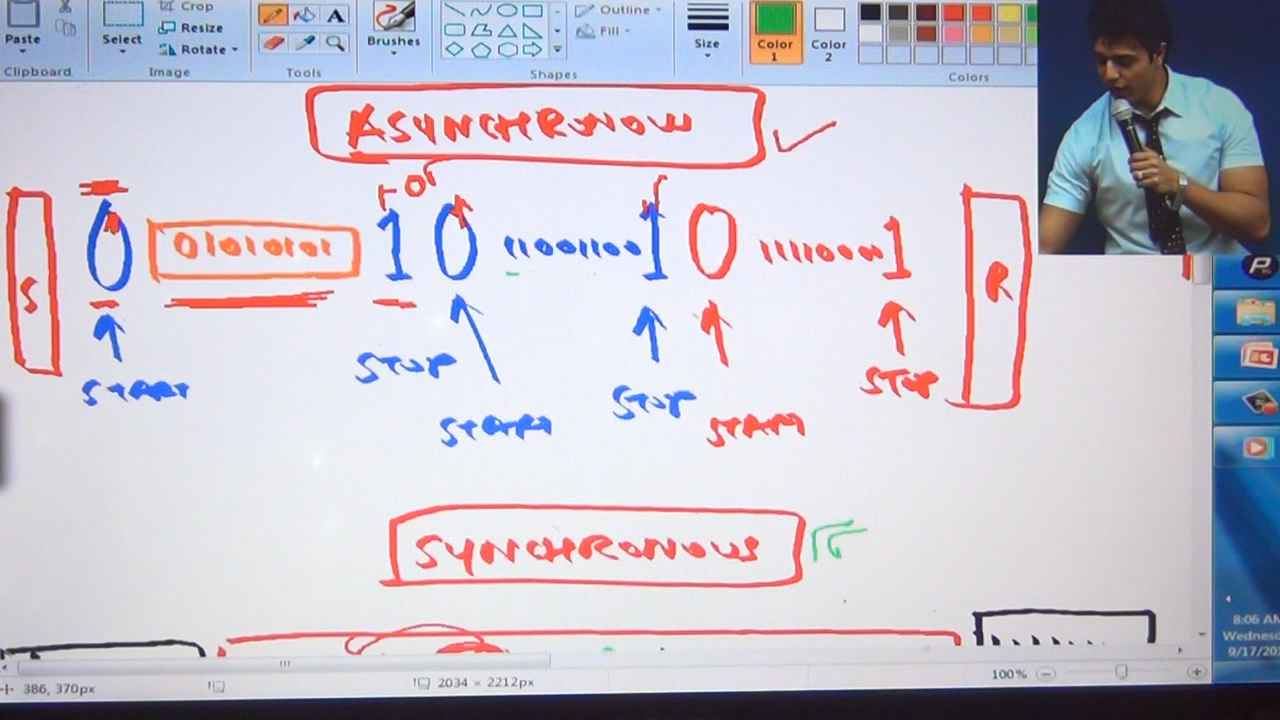 Paste
Clipboard
Select
Crop
Resize
Rotate
Image
A
Tools
Brushes
Outline
Fill
Shapes
Size
Color 1
Color 2
Colors
ASYNCHRONOUS
S
0
01010101
1
0
11001100
1
0
1
R
START
STOP
START
STOP
START
STOP
SYNCHRONOUS
386, 370px
2034 × 2212px
100%
8:06 AM